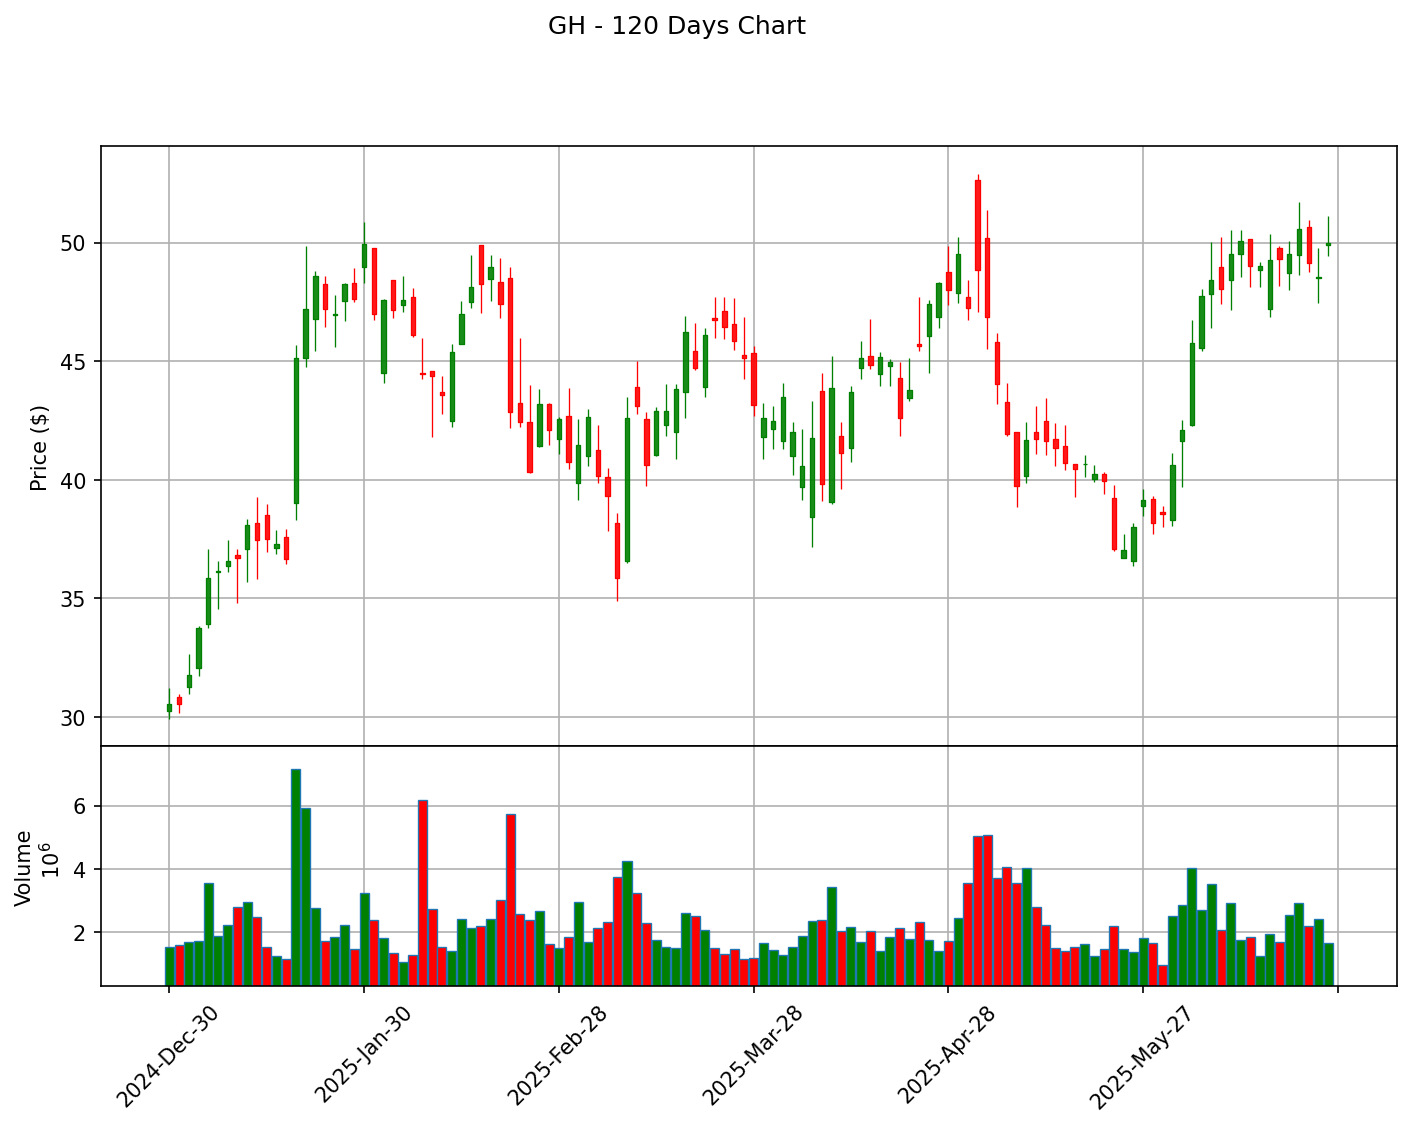 GH - 120 Days Chart
Price ($)
50
45
40
35
30
Volume
10^6
6
4
2
2024-Dec-30
2025-Jan-30
2025-Feb-28
2025-Mar-28
2025-Apr-28
2025-May-27